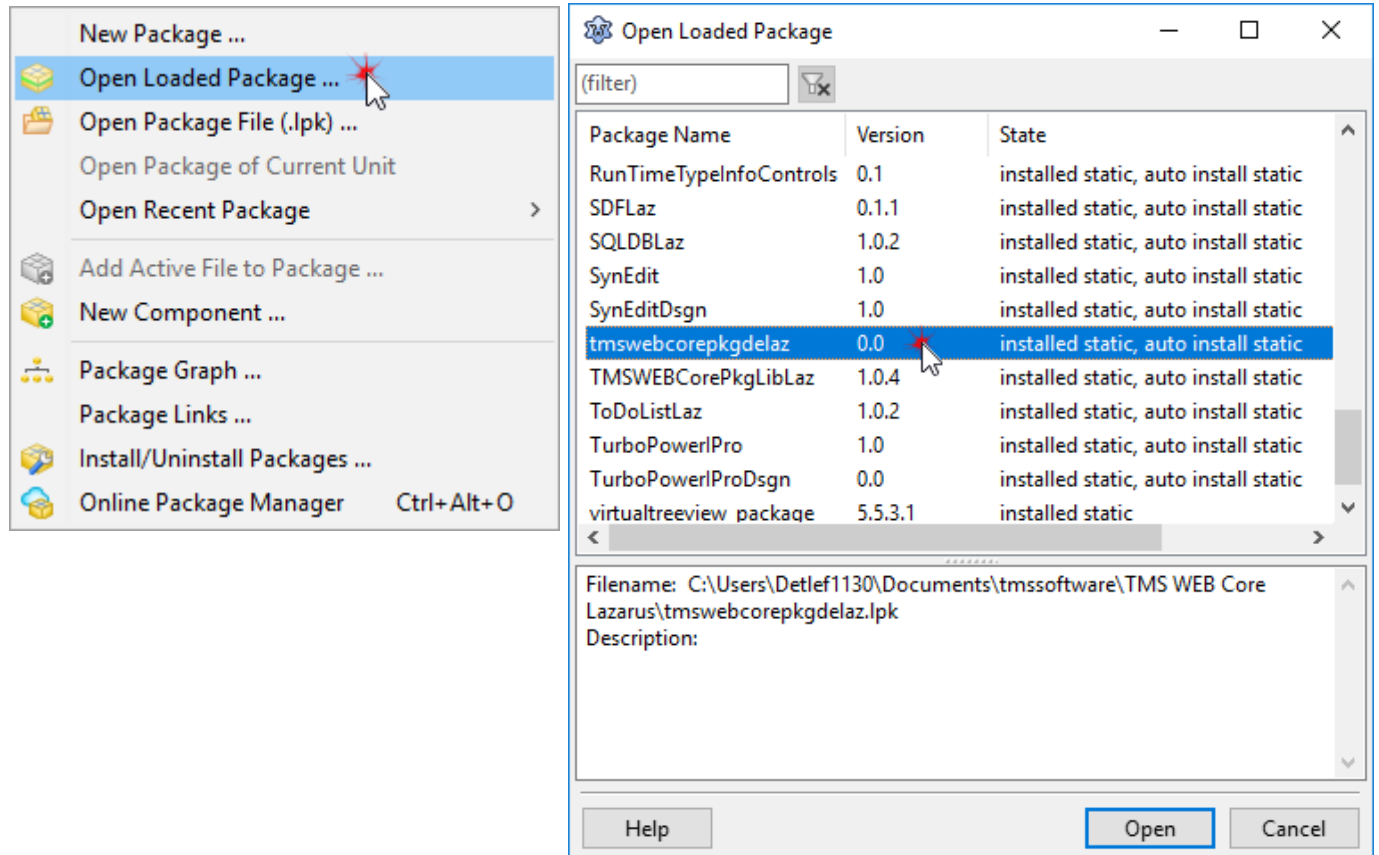 New Package ...
Open Loaded Package ...
Open Package File (.lpk) ...
Open Package of Current Unit
Open Recent Package
Add Active File to Package ...
New Component ...
Package Graph ...
Package Links ...
Install/Uninstall Packages ...
Online Package Manager Ctrl+Alt+O
Open Loaded Package
(filter)
Package Name Version State
RunTimeTypeInfoControls 0.1 installed static, auto install static
SDFLaz 0.1.1 installed static, auto install static
SQLDBLaz 1.0.2 installed static, auto install static
SynEdit 1.0 installed static, auto install static
SynEditDsgn 1.0 installed static, auto install static
tmswebcorepkgdelaz 0.0 installed static, auto install static
TMSWEBCorePkgLibLaz 1.0.4 installed static, auto install static
ToDoListLaz 1.0.2 installed static, auto install static
TurboPowerIPro 1.0 installed static, auto install static
TurboPowerIProDsgn 0.0 installed static, auto install static
virtualtreeview_package 5.5.3.1 installed static
Filename: C:\Users\Detlef1130\Documents\tmssoftware\TMS WEB Core
Lazarus\tmswebcorepkgdelaz.lpk
Description:
Help Open Cancel